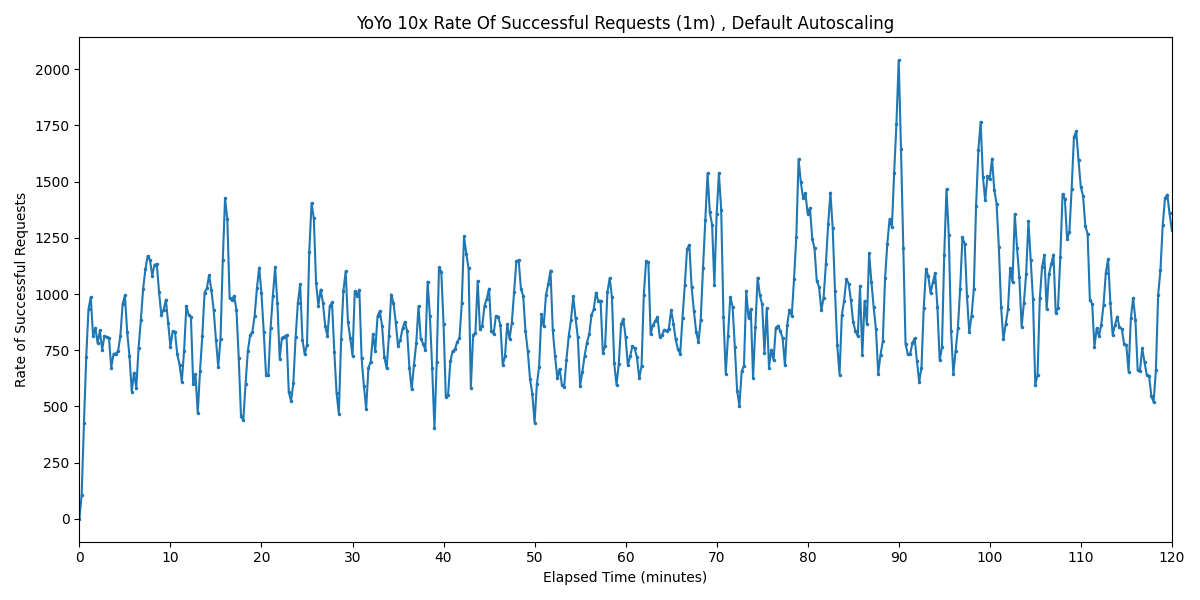 YoYo 10x Rate Of Successful Requests (1m) , Default Autoscaling
Rate of Successful Requests
2000
1750
1500
1250
1000
750
500
250
0
0 10 20 30 40 50 60 70 80 90 100 110 120
Elapsed Time (minutes)